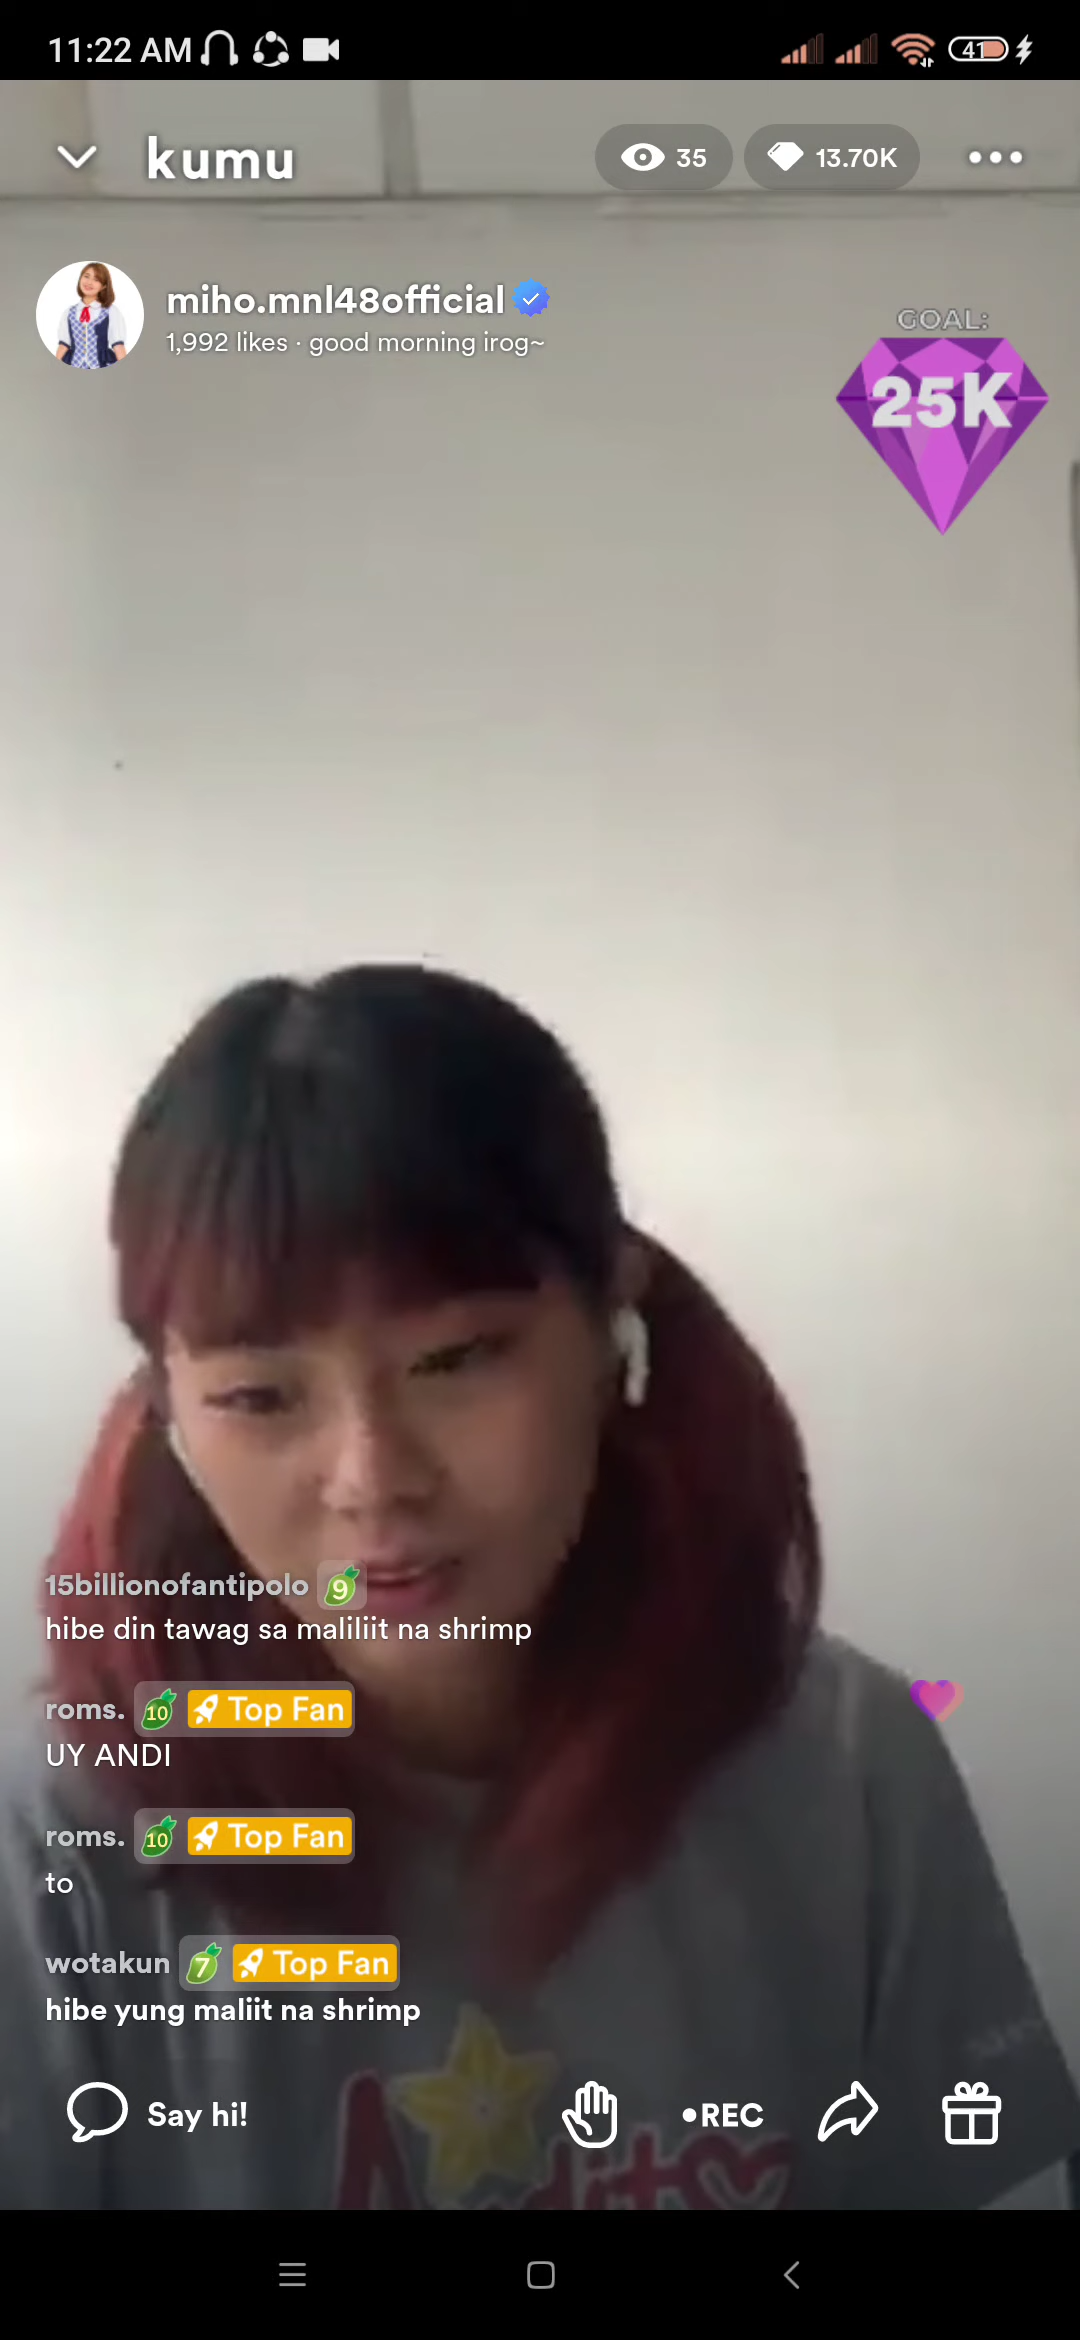 11:22 AM
41
kumu
35
13.70K
miho.mnl48official
1,992 likes · good morning irog~
GOAL:
25K
15billionofantipolo 9
hibe din tawag sa maliliit na shrimp
roms. 10 Top Fan
UY ANDI
roms. 10 Top Fan
to
wotakun 7 Top Fan
hibe yung maliit na shrimp
Say hi!
•REC